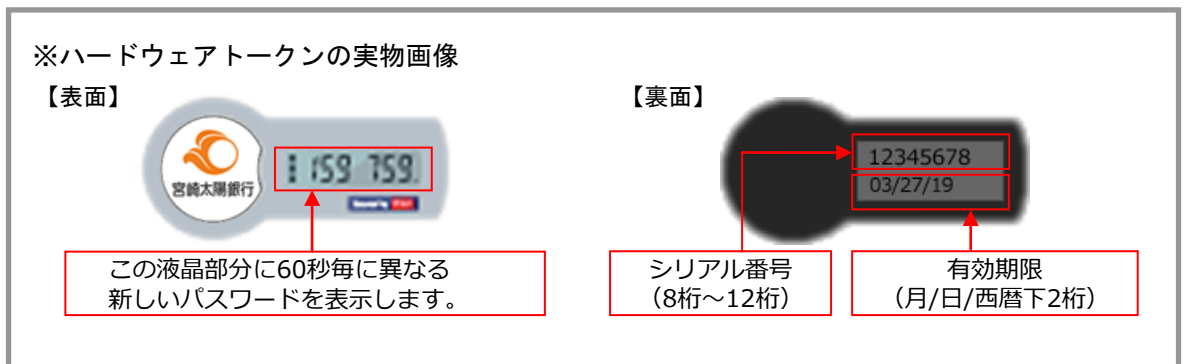 ※ハードウェアトークンの実物画像
【表面】
【裏面】
宮崎太陽銀行
159 759
12345678
03/27/19
この液晶部分に60秒毎に異なる
新しいパスワードを表示します。
シリアル番号
（8桁～12桁）
有効期限
（月/日/西暦下2桁）